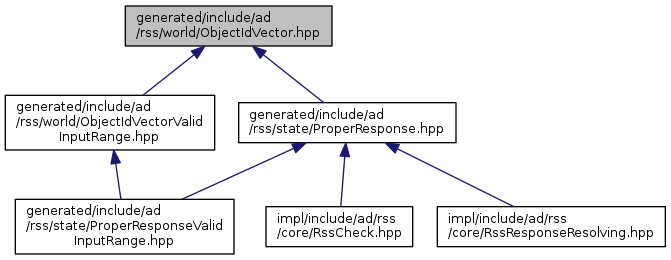 generated/include/ad
/rss/world/ObjectIdVector.hpp
generated/include/ad
/rss/world/ObjectIdVectorValid
InputRange.hpp
generated/include/ad
/rss/state/ProperResponse.hpp
generated/include/ad
/rss/state/ProperResponseValid
InputRange.hpp
impl/include/ad/rss
/core/RssCheck.hpp
impl/include/ad/rss
/core/RssResponseResolving.hpp